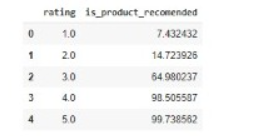 rating is_product_recomended
0 1.0 7.432432
1 2.0 14.723926
2 3.0 64.980237
3 4.0 98.505587
4 5.0 99.738562